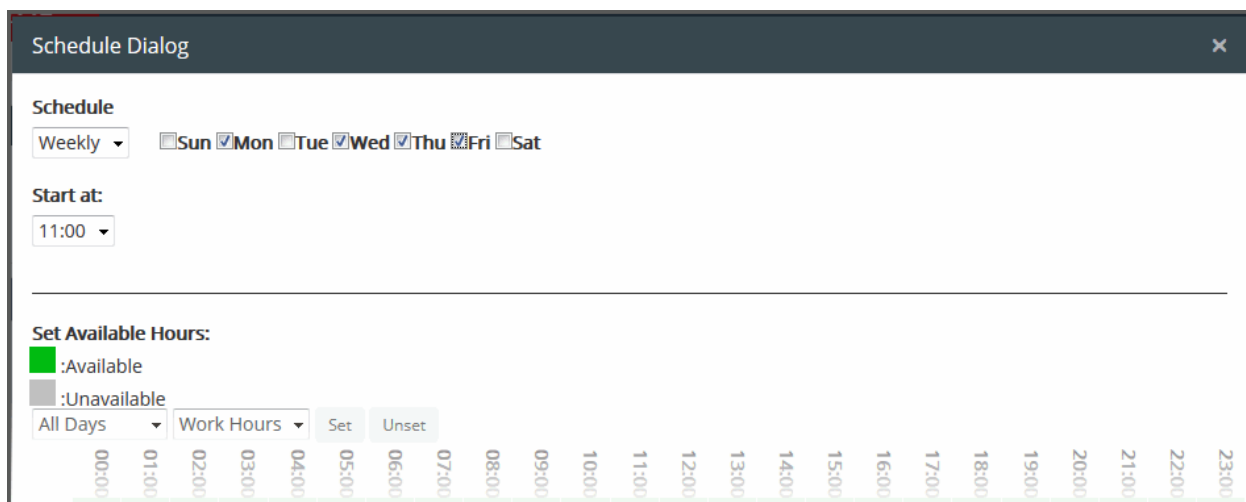 Schedule Dialog ×
Schedule
Weekly Sun Mon Tue Wed Thu Fri Sat
Start at:
11:00
Set Available Hours:
:Available
:Unavailable
All Days Work Hours Set Unset
00:00 01:00 02:00 03:00 04:00 05:00 06:00 07:00 08:00 09:00 10:00 11:00 12:00 13:00 14:00 15:00 16:00 17:00 18:00 19:00 20:00 21:00 22:00 23:00